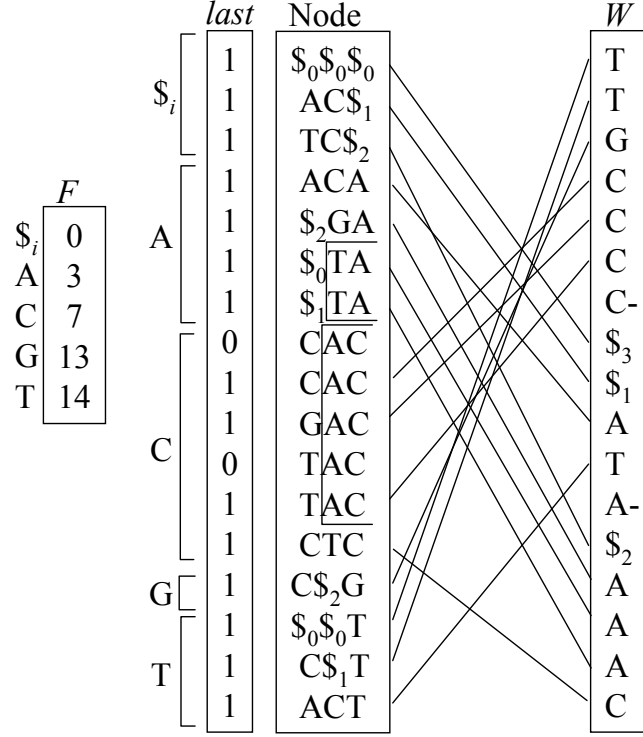 last Node W
$i
1 $0$0$0 T
1 AC$1 T
1 TC$2 G
A
1 ACA C
1 $2GA C
1 $0TA C
1 $1TA C-
C
0 CAC $3
1 CAC $1
1 GAC A
0 TAC T
1 TAC A-
1 CTC $2
G
1 C$2G A
T
1 $0$0T A
1 C$1T A
1 ACT C
F
$i 0
A 3
C 7
G 13
T 14